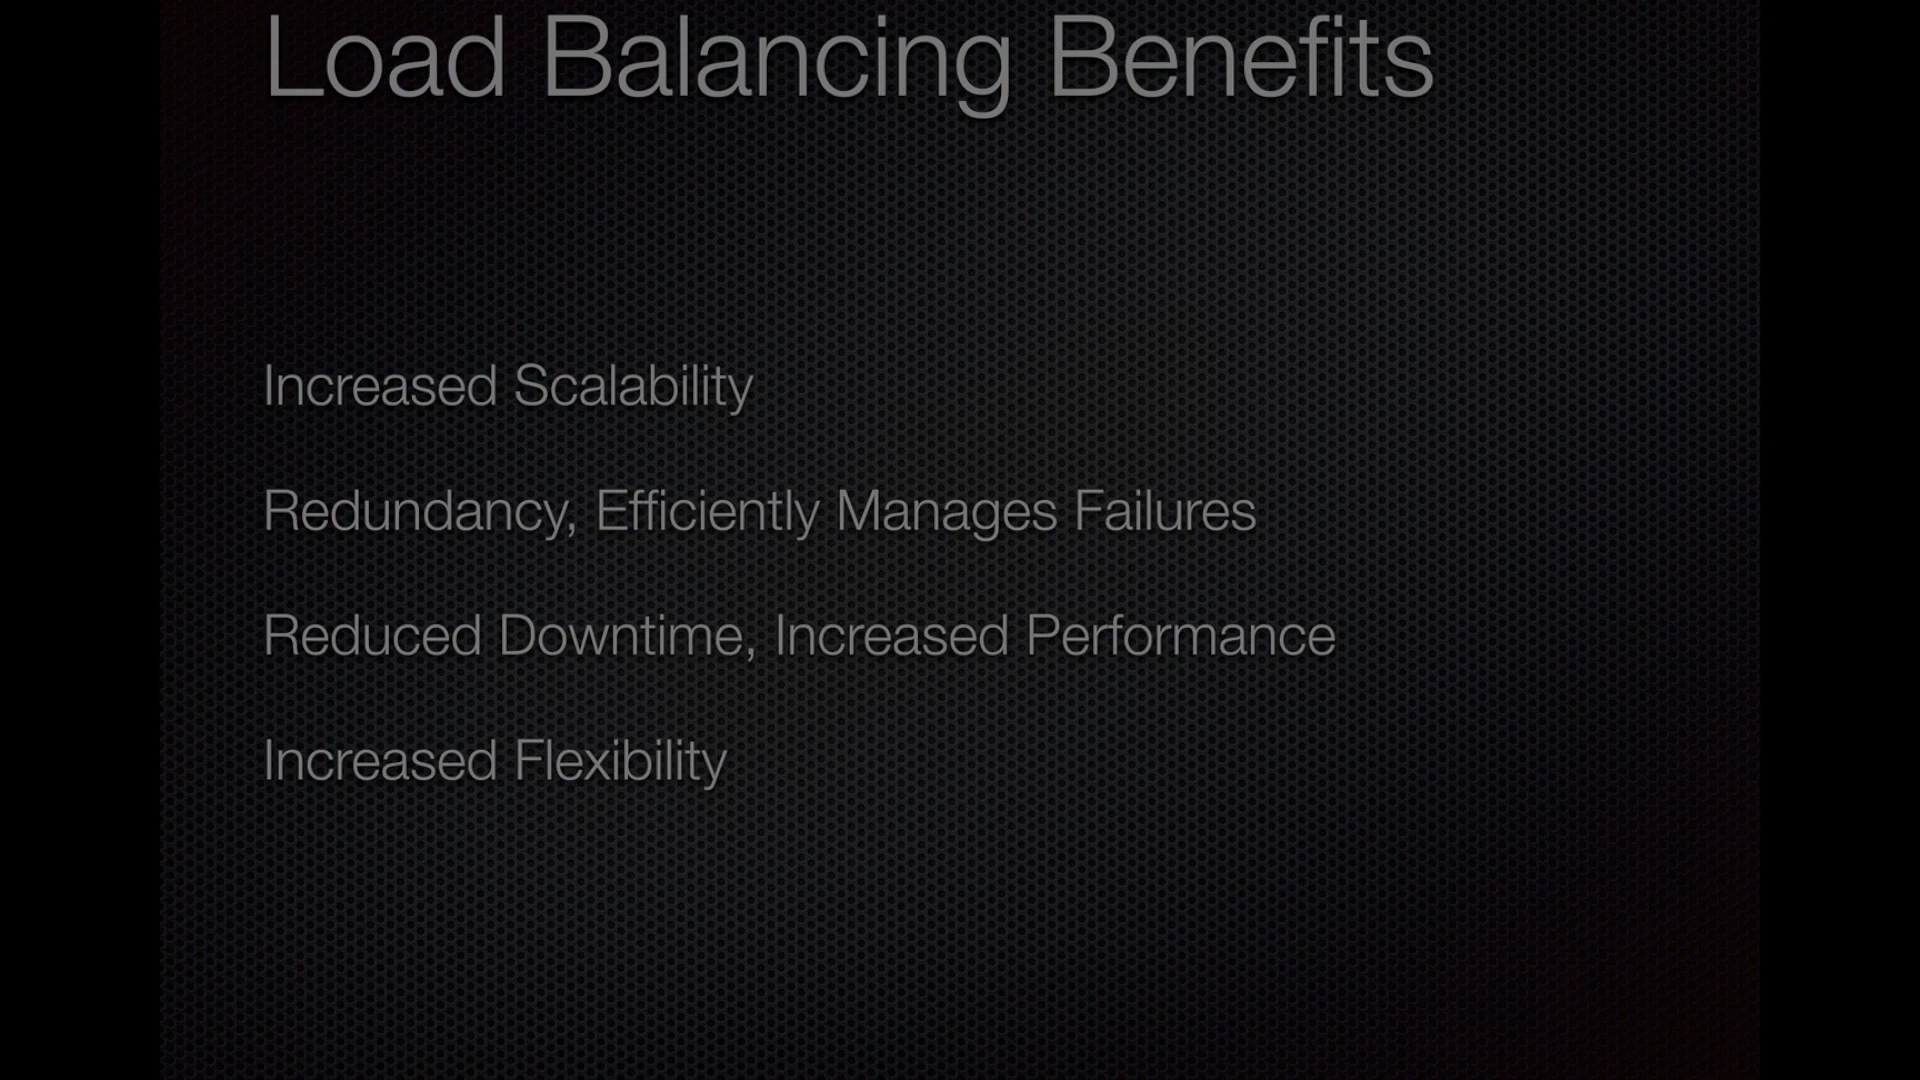 Load Balancing Benefits
Increased Scalability
Redundancy, Efficiently Manages Failures
Reduced Downtime, Increased Performance
Increased Flexibility